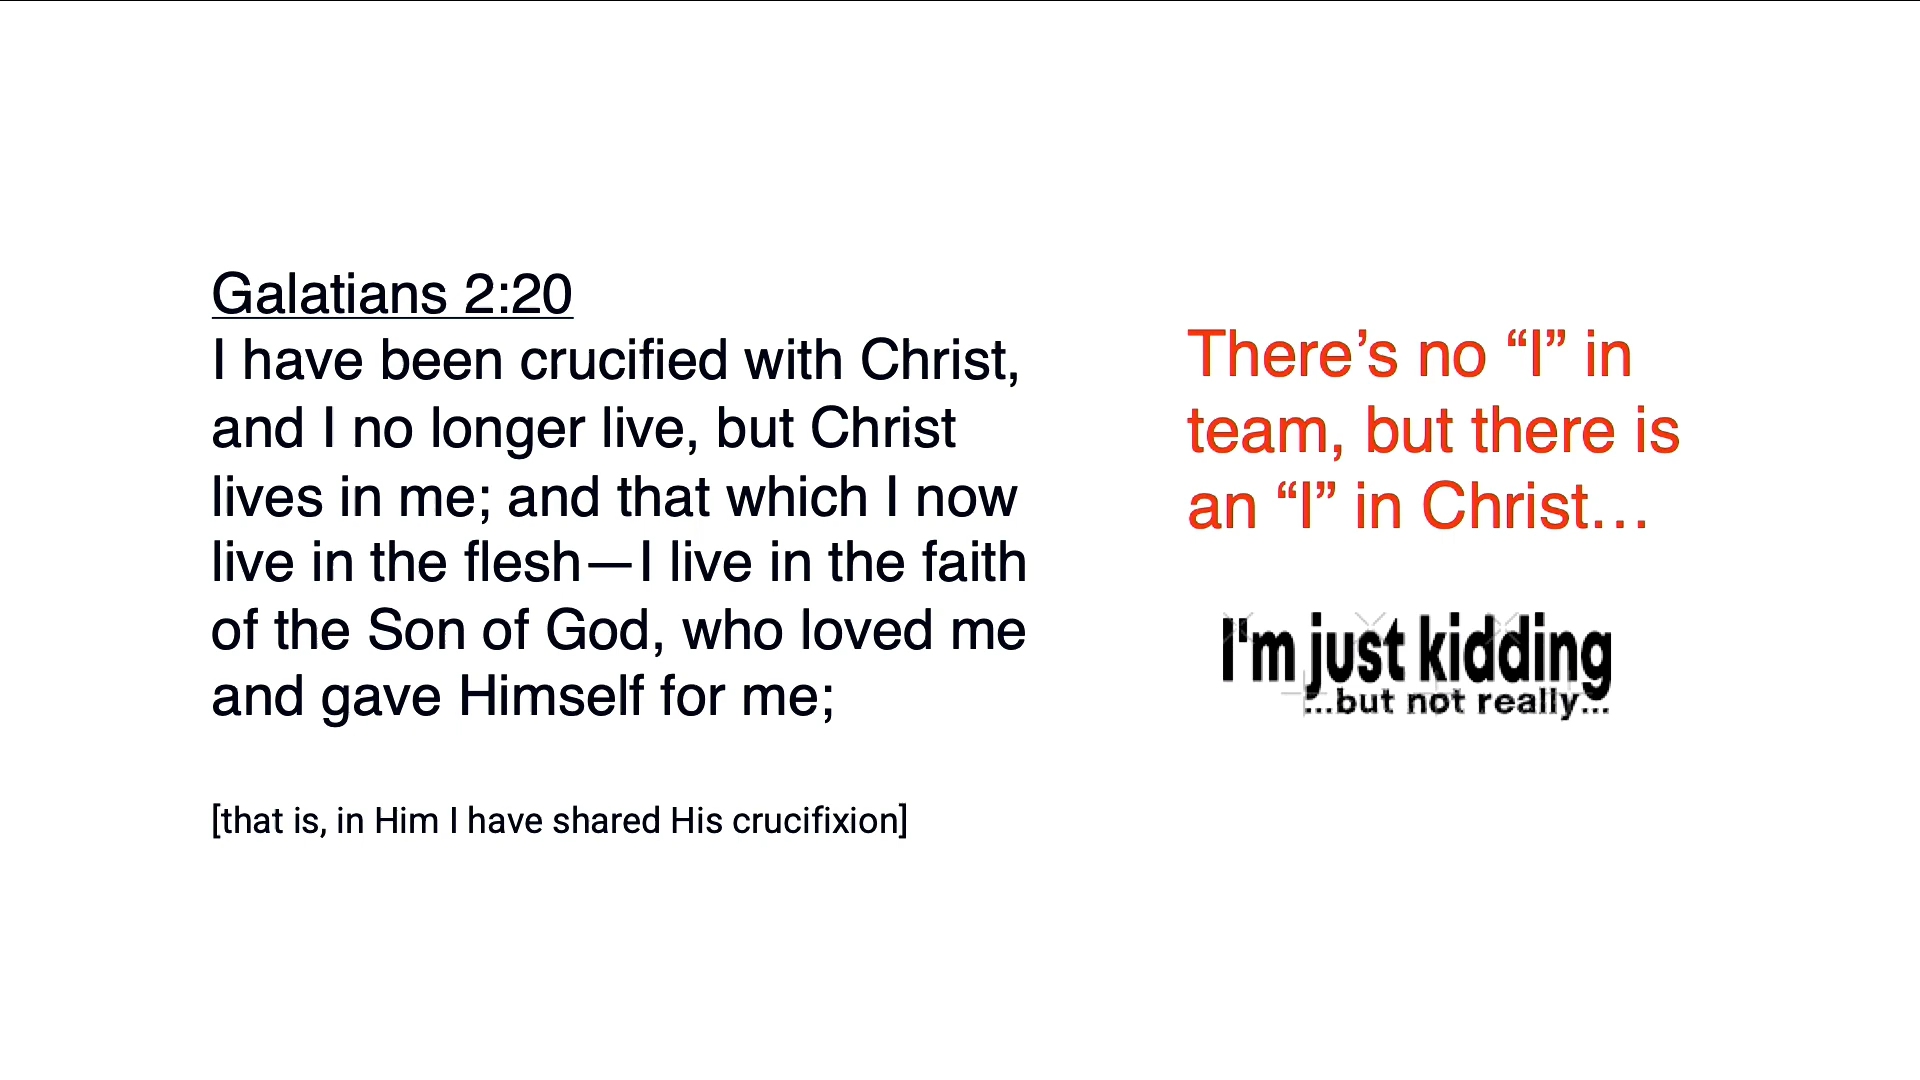 Galatians 2:20
I have been crucified with Christ,
and I no longer live, but Christ
lives in me; and that which I now
live in the flesh—I live in the faith
of the Son of God, who loved me
and gave Himself for me;
[that is, in Him I have shared His crucifixion]
There’s no “I” in
team, but there is
an “I” in Christ…
I'm just kidding
...but not really...